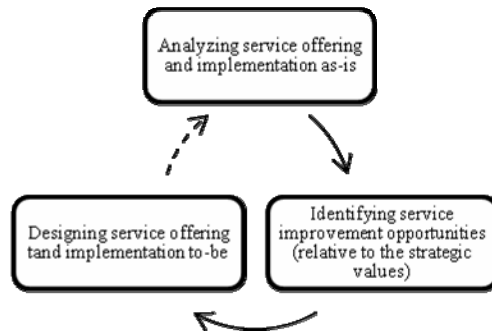 Analyzing service offering
and implementation as-is
Designing service offering
tand implementation to-be
Identifying service
improvement opportunities
(relative to the strategic
values)